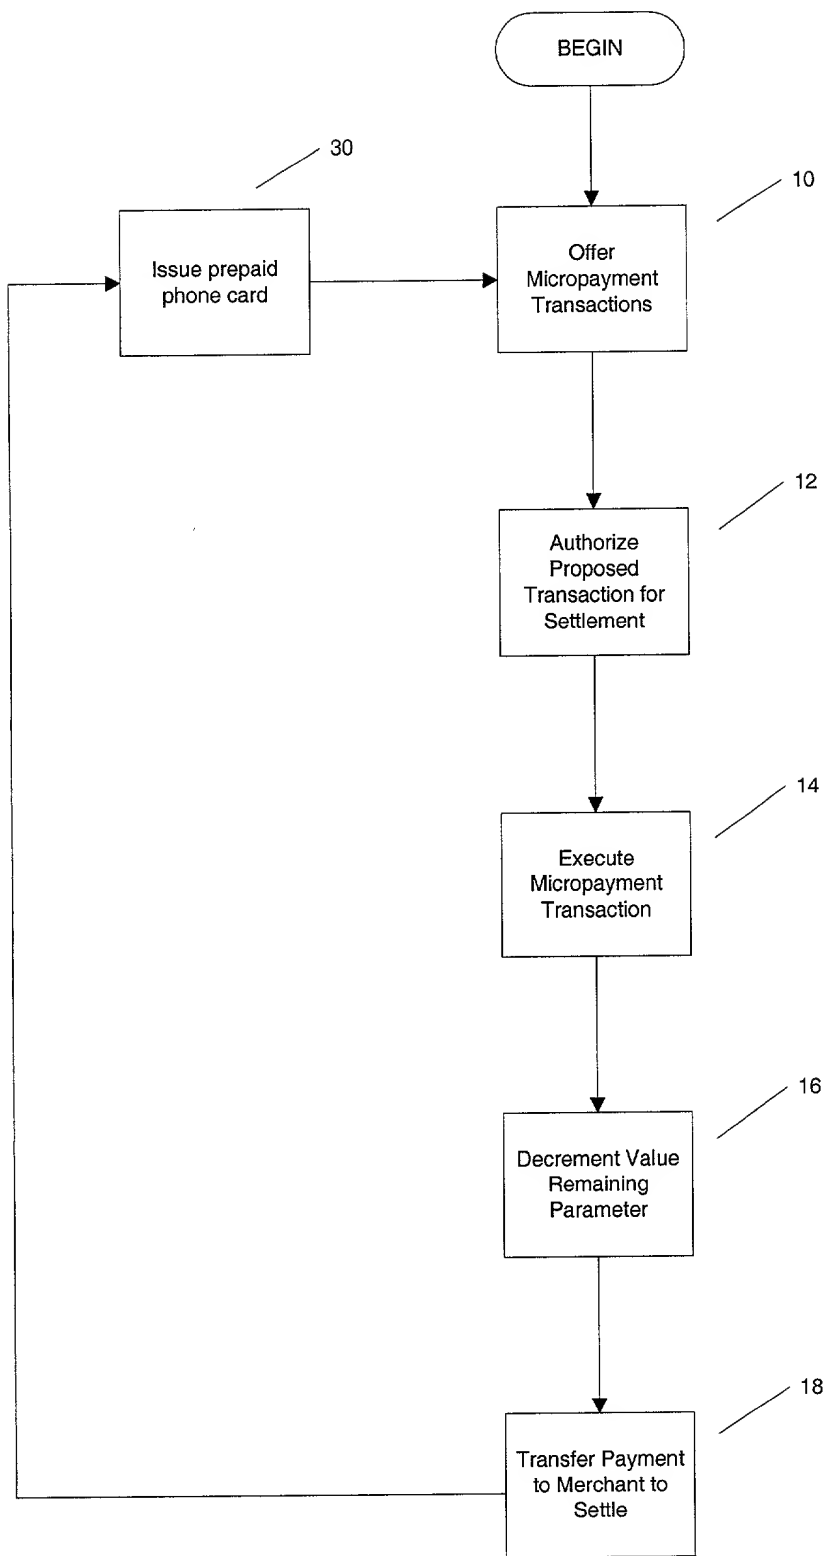 BEGIN
30
10
Issue prepaid
phone card
Offer
Micropayment
Transactions
12
Authorize
Proposed
Transaction for
Settlement
14
Execute
Micropayment
Transaction
16
Decrement Value
Remaining
Parameter
18
Transfer Payment
to Merchant to
Settle